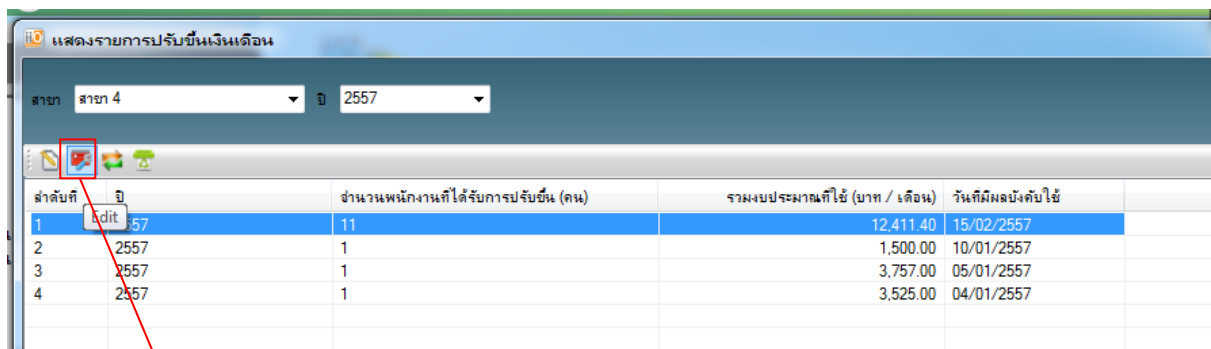 แสดงรายการปรับขึ้นเงินเดือน
สาขา สาขา 4 ปี 2557
ลำดับที่ ปี จำนวนพนักงานที่ได้รับการปรับขึ้น (คน) รวมงบประมาณที่ใช้ (บาท / เดือน) วันที่มีผลบังคับใช้
Edit
1 57 11 12,411.40 15/02/2557
2 2557 1 1,500.00 10/01/2557
3 2557 1 3,757.00 05/01/2557
4 2557 1 3,525.00 04/01/2557